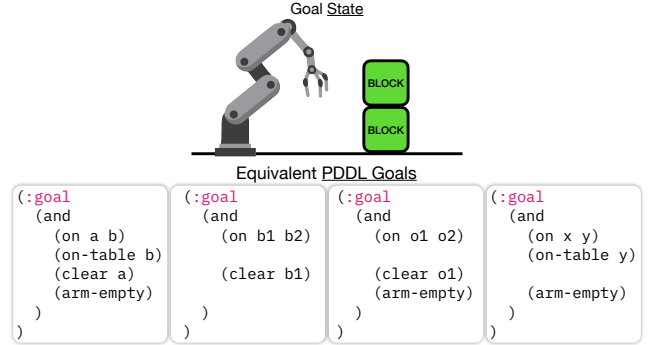 Goal State
BLOCK
BLOCK
Equivalent PDDL Goals
(:goal
(and
(on a b)
(on-table b)
(clear a)
(arm-empty)
)
)
(:goal
(and
(on b1 b2)
(clear b1)
)
)
(:goal
(and
(on o1 o2)
(clear o1)
(arm-empty)
)
)
(:goal
(and
(on x y)
(on-table y)
(arm-empty)
)
)